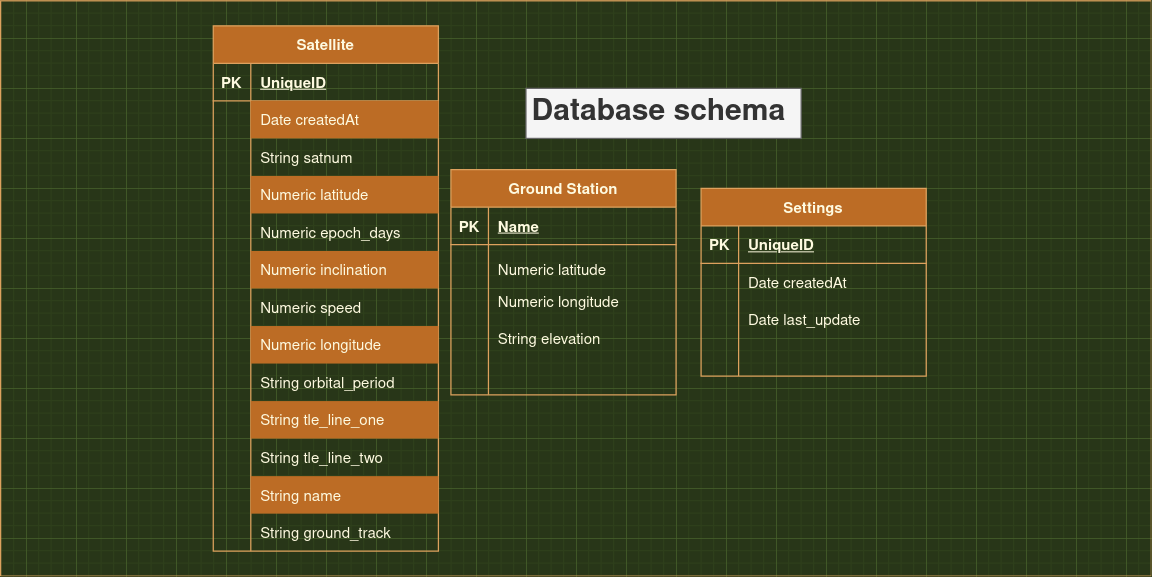 Satellite
PK UniqueID
Date createdAt
String satnum
Numeric latitude
Numeric epoch_days
Numeric inclination
Numeric speed
Numeric longitude
String orbital_period
String tle_line_one
String tle_line_two
String name
String ground_track
Database schema
Ground Station
PK Name
Numeric latitude
Numeric longitude
String elevation
Settings
PK UniqueID
Date createdAt
Date last_update